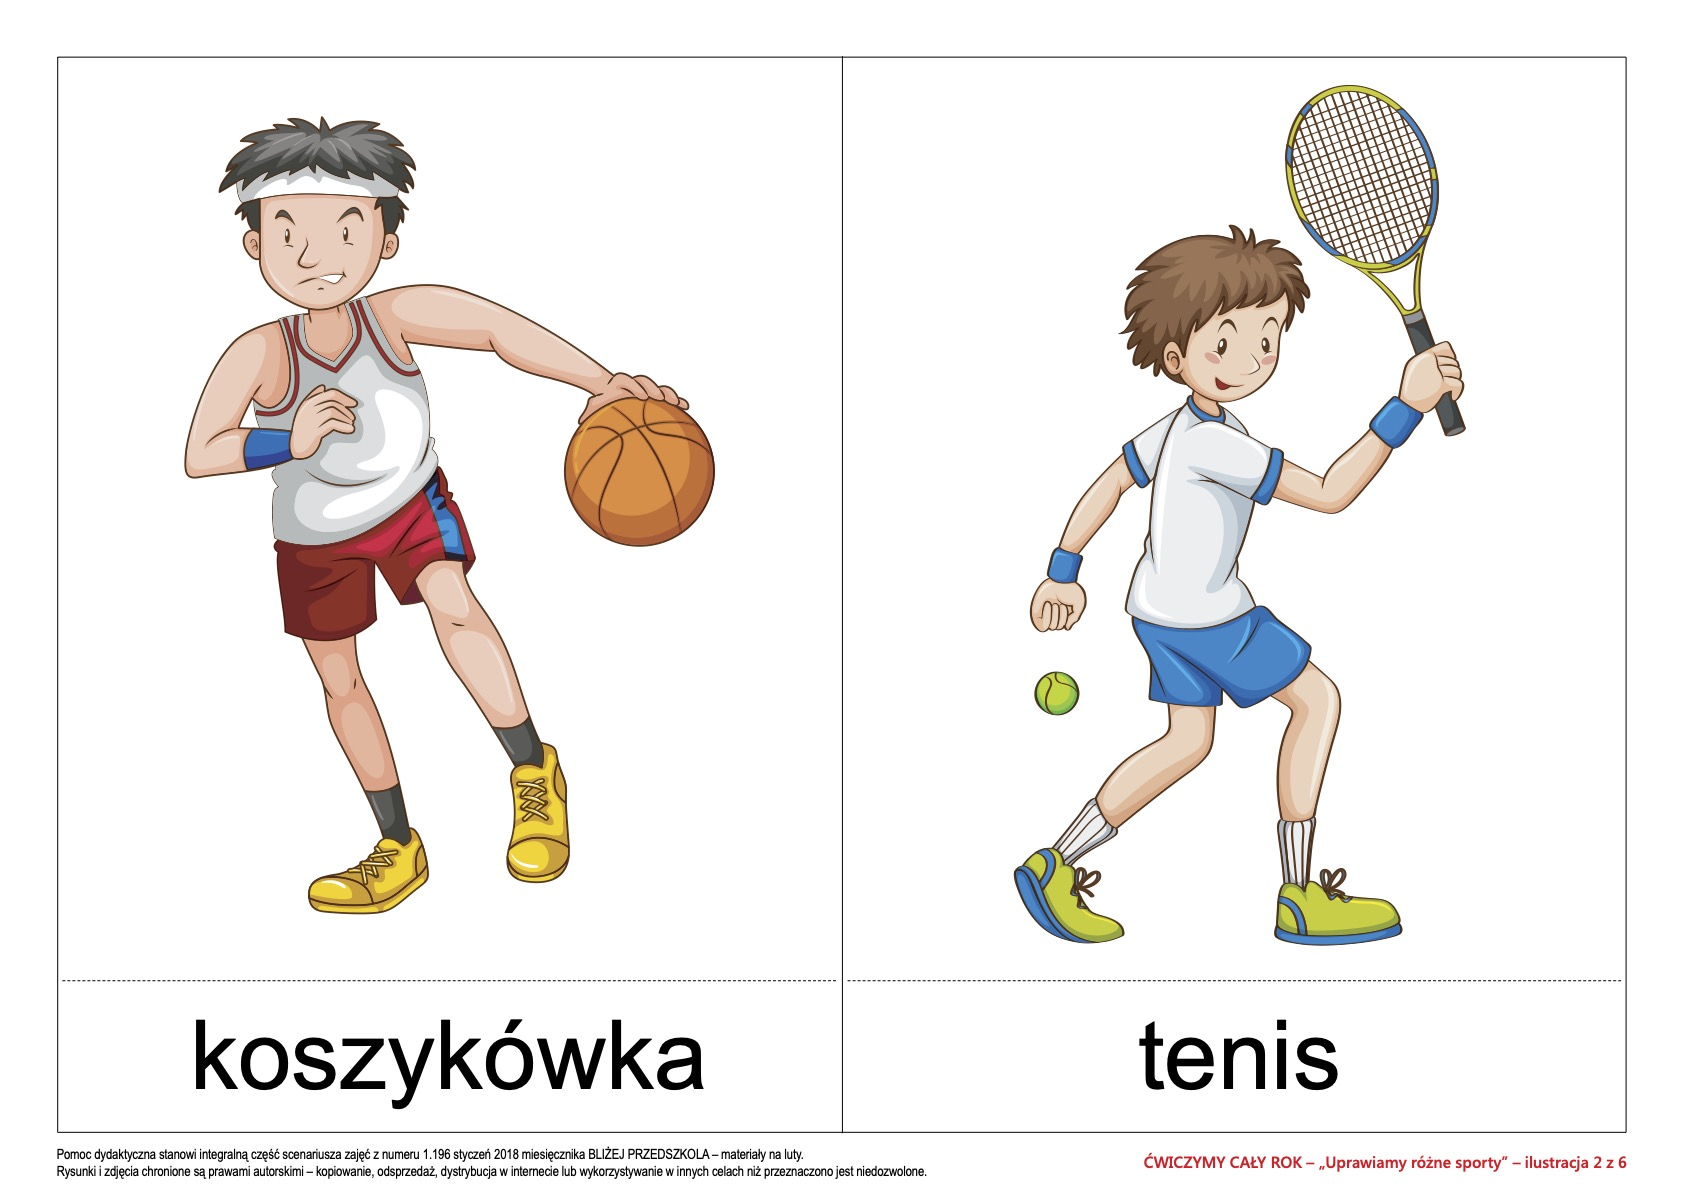 koszykówka
tenis
Pomoc dydaktyczna stanowi integralną część scenariusza zajęć z numeru 1.196 styczeń 2018 miesięcznika BLIŻEJ PRZEDSZKOLA – materiały na luty.
Rysunki i zdjęcia chronione są prawami autorskimi – kopiowanie, odsprzedaż, dystrybucja w internecie lub wykorzystywanie w innych celach niż przeznaczono jest niedozwolone.
ĆWICZYMY CAŁY ROK – „Uprawiamy różne sporty” – ilustracja 2 z 6